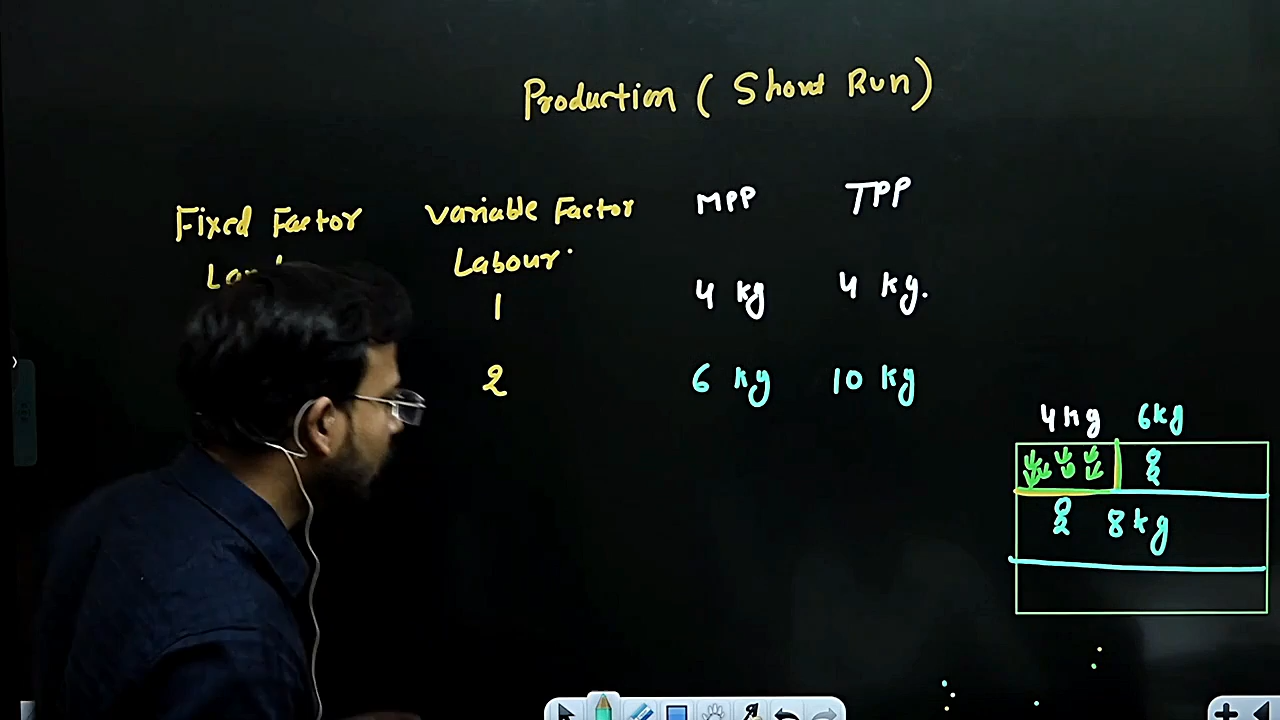 Production (Short Run)
Fixed Factor Variable Factor MPP TPP
Labour
1 4 kg 4 kg.
2 6 kg 10 kg
4 kg 6 kg
8 kg